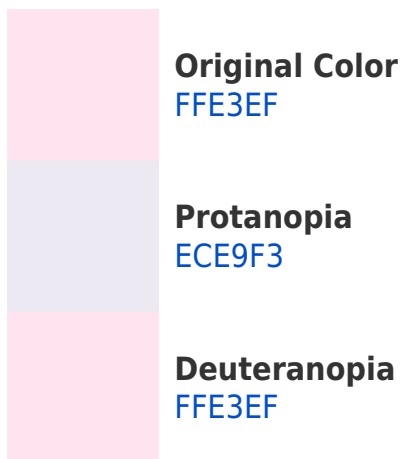 Original Color
FFE3EF
Protanopia
ECE9F3
Deuteranopia
FFE3EF